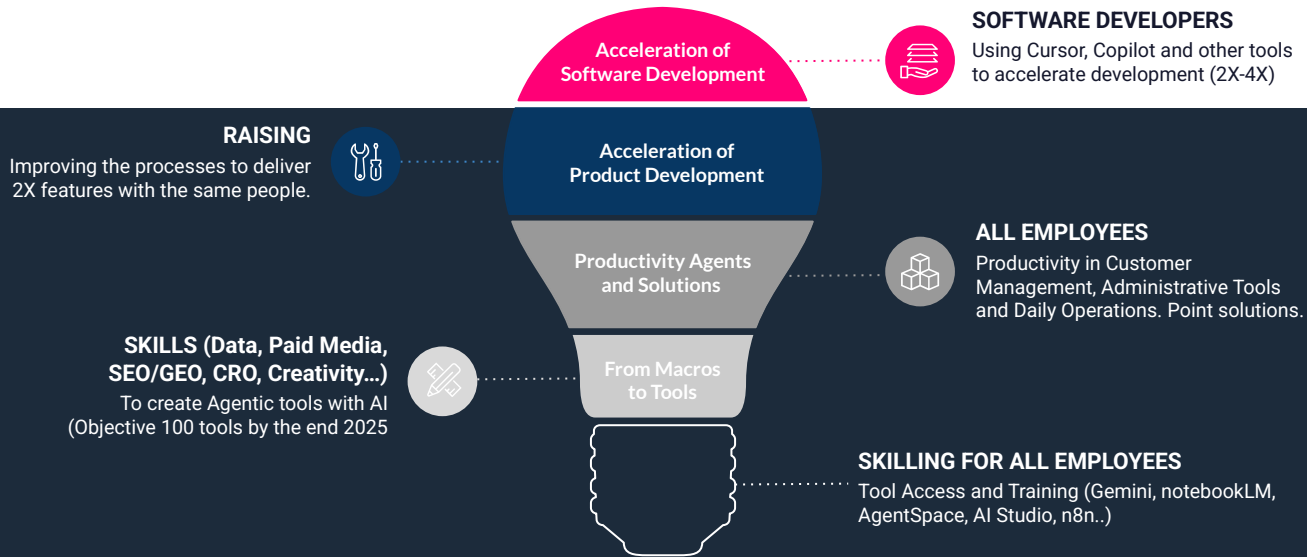 SOFTWARE DEVELOPERS
Using Cursor, Copilot and other tools
to accelerate development (2X-4X)
Acceleration of
Software Development
RAISING
Improving the processes to deliver
2X features with the same people.
Acceleration of
Product Development
Productivity Agents
and Solutions
ALL EMPLOYEES
Productivity in Customer
Management, Administrative Tools
and Daily Operations. Point solutions.
SKILLS (Data, Paid Media,
SEO/GEO, CRO, Creativity...)
To create Agentic tools with AI
(Objective 100 tools by the end 2025
From Macros
to Tools
SKILLING FOR ALL EMPLOYEES
Tool Access and Training (Gemini, notebookLM,
AgentSpace, AI Studio, n8n..)